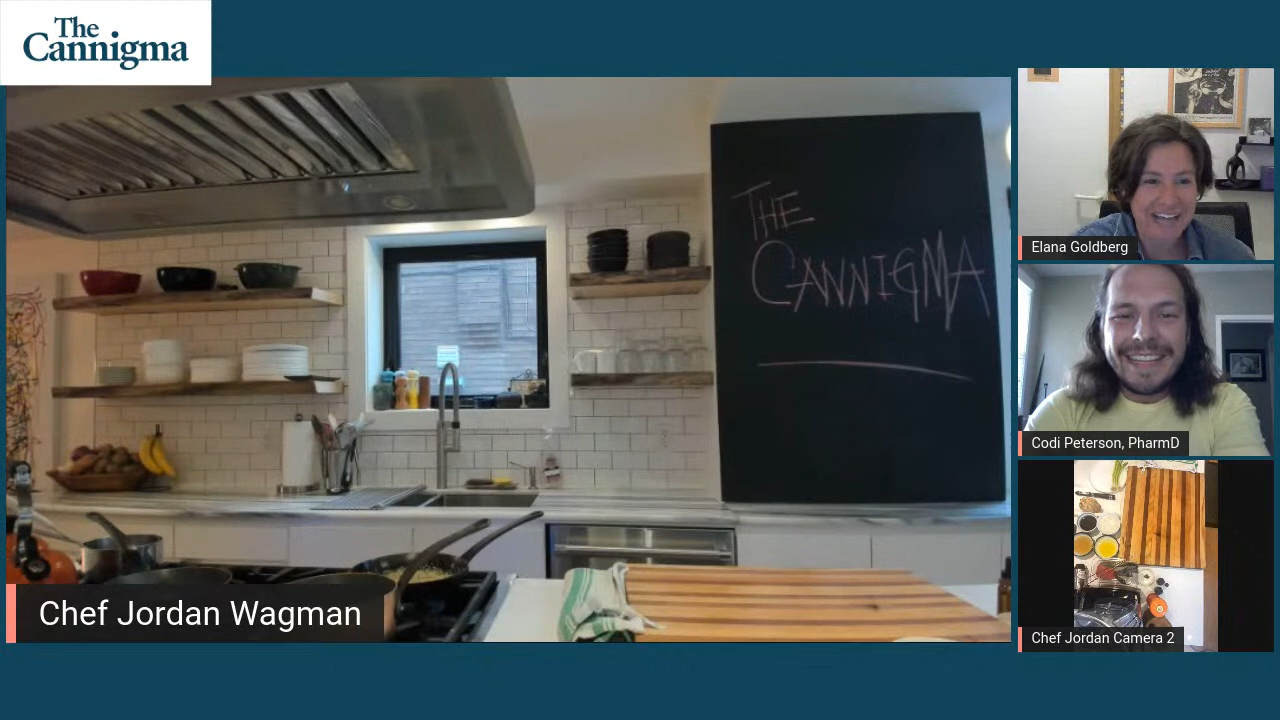 The
Cannigma
THE
CANNIGMA
Chef Jordan Wagman
Elana Goldberg
Codi Peterson, PharmD
Chef Jordan Camera 2